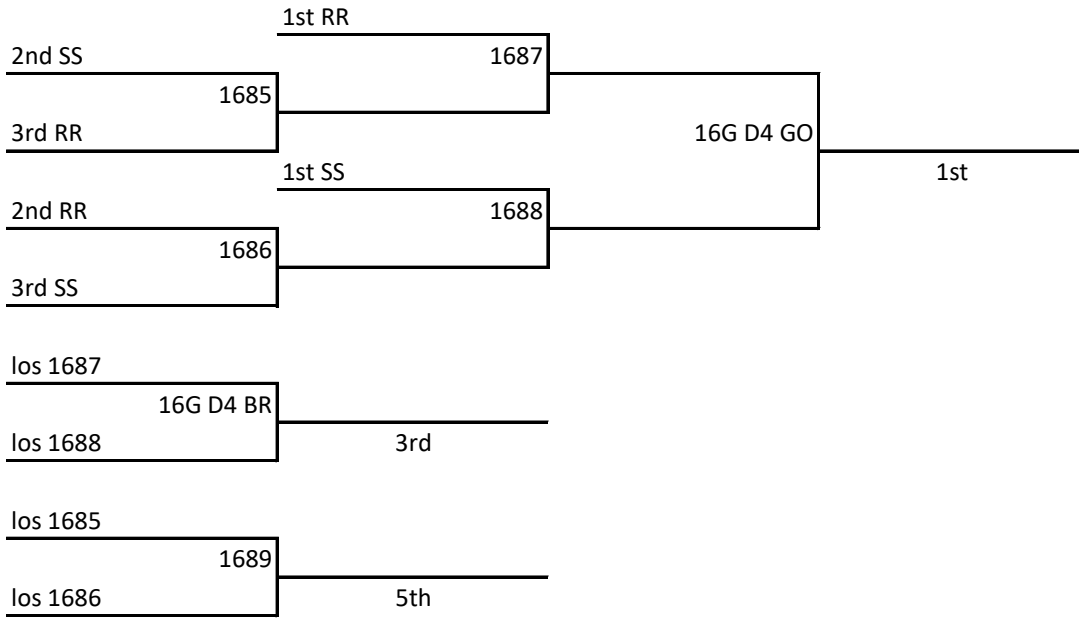 1st RR
2nd SS
1687
1685
3rd RR
16G D4 GO
1st SS
1st
2nd RR
1688
1686
3rd SS
los 1687
16G D4 BR
los 1688
3rd
los 1685
1689
los 1686
5th